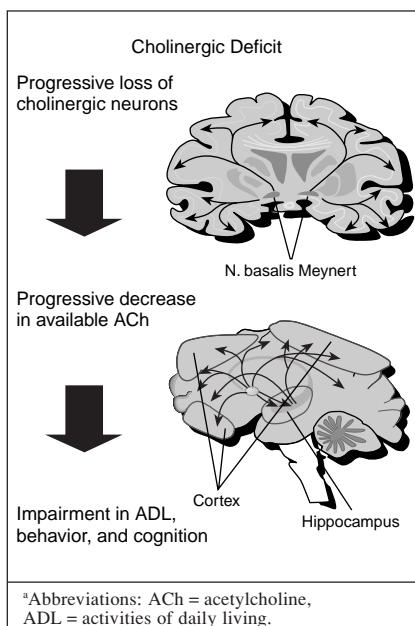 Cholinergic Deficit
Progressive loss of
cholinergic neurons
N. basalis Meynert
Progressive decrease
in available ACh
Cortex
Hippocampus
Impairment in ADL,
behavior, and cognition
aAbbreviations: ACh = acetylcholine,
ADL = activities of daily living.